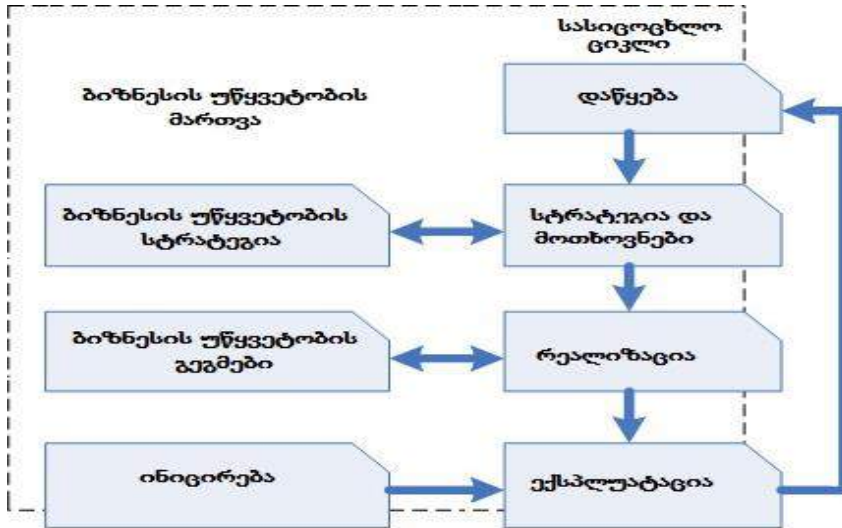 სასიცოცხლო
ციკლი
ბიზნესის უწყვეტობის
მართვა
დაწყება
ბიზნესის უწყვეტობის
სტრატეგია
სტრატეგია და
მოთხოვნები
ბიზნესის უწყვეტობის
გეგმები
რეალიზაცია
ინიცირება
ექსპლუატაცია